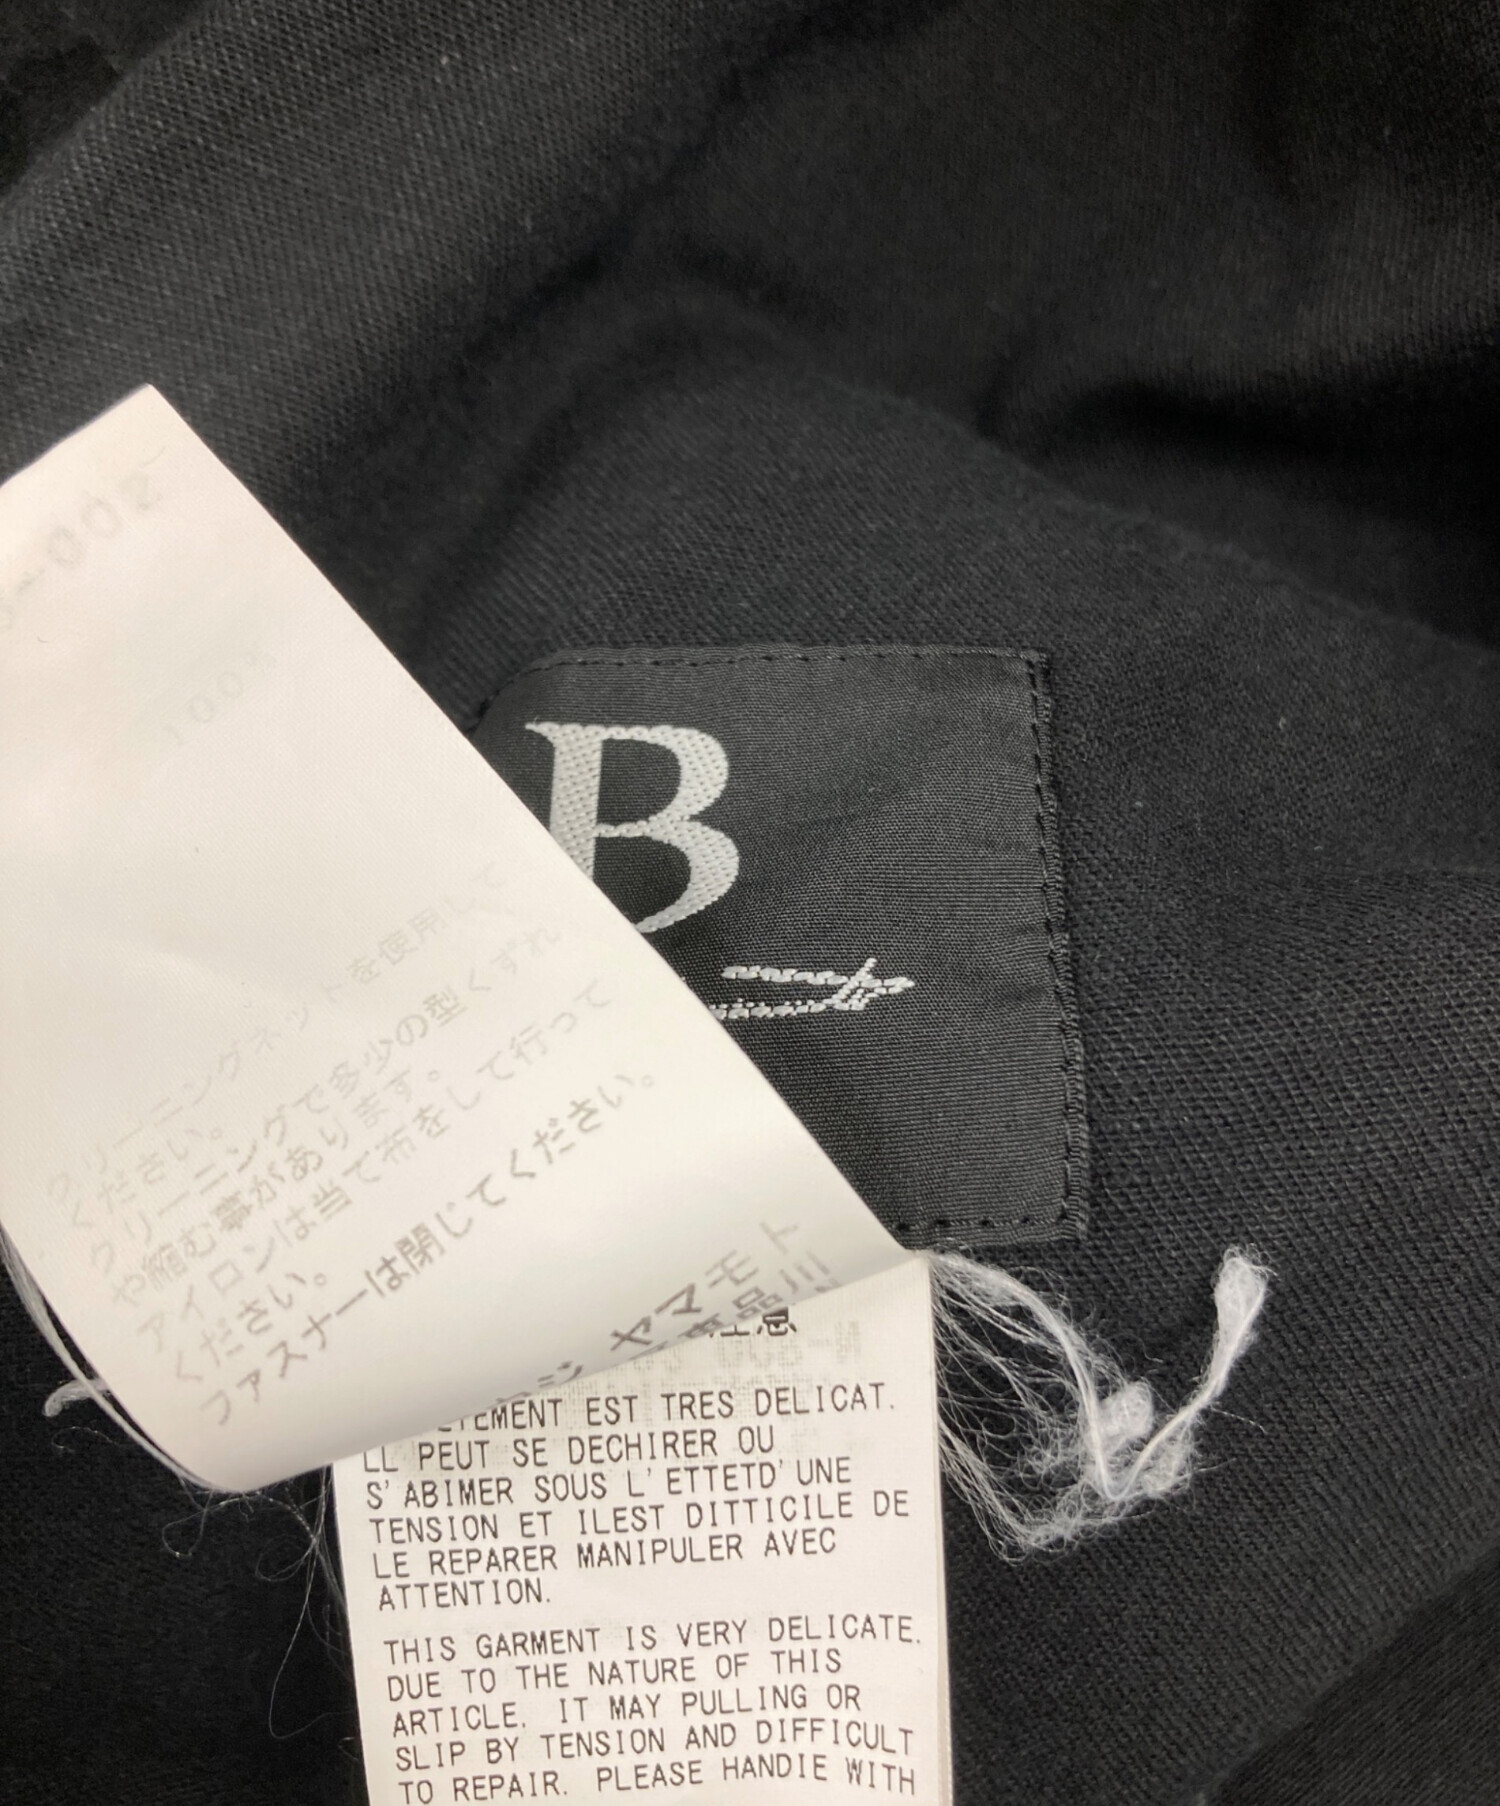 -002
100%
クリーニングネットを使用して
ください。
クリーニングで多少の型くずれ
や縮む事があります。
アイロンは当て布をして行って
ください。
ファスナーは閉じてください。
ヤマモト
B
注意
TEMENT EST TRES DELICAT.
LL PEUT SE DECHIRER OU
S'ABIMER SOUS L'ETTETD'UNE
TENSION ET ILEST DITTICILE DE
LE REPARER MANIPULER AVEC
ATTENTION.
THIS GARMENT IS VERY DELICATE.
DUE TO THE NATURE OF THIS
ARTICLE. IT MAY PULLING OR
SLIP BY TENSION AND DIFFICULT
TO REPAIR. PLEASE HANDIE WITH